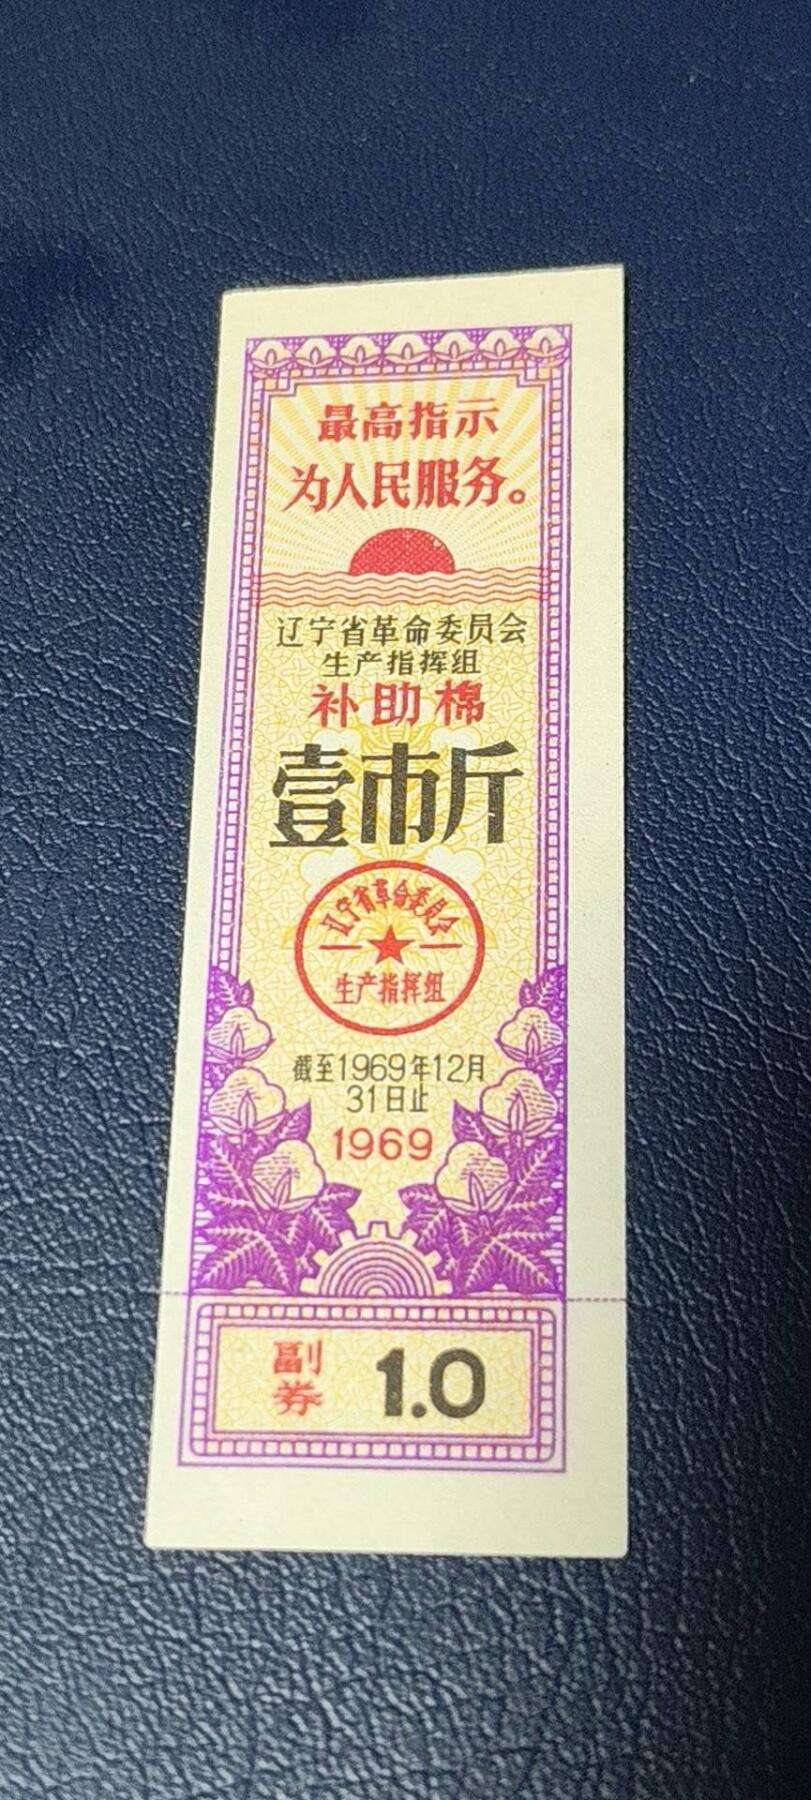 最高指示
为人民服务。
辽宁省革命委员会
生产指挥组
补助棉
壹市斤
辽宁省革命委员会
生产指挥组
截至1969年12月
31日止
1969
副券 1.0